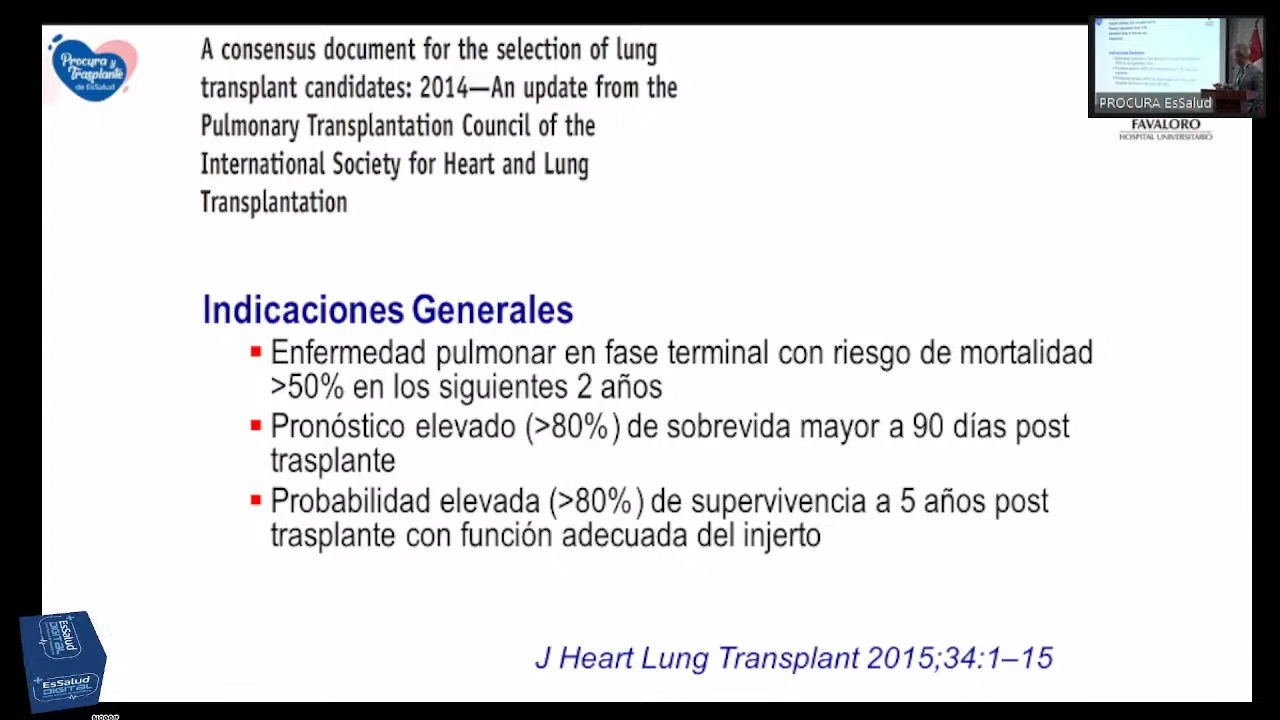 Procura y
Trasplante
de EsSalud
A consensus document for the selection of lung
transplant candidates: 2014—An update from the
Pulmonary Transplantation Council of the
International Society for Heart and Lung
Transplantation
PROCURA EsSalud
FAVALORO
HOSPITAL UNIVERSITARIO
Indicaciones Generales
Enfermedad pulmonar en fase terminal con riesgo de mortalidad
>50% en los siguientes 2 años
Pronóstico elevado (>80%) de sobrevida mayor a 90 días post
trasplante
Probabilidad elevada (>80%) de supervivencia a 5 años post
trasplante con función adecuada del injerto
J Heart Lung Transplant 2015;34:1–15
EsSalud
DIGITAL
EsSalud
DIGITAL